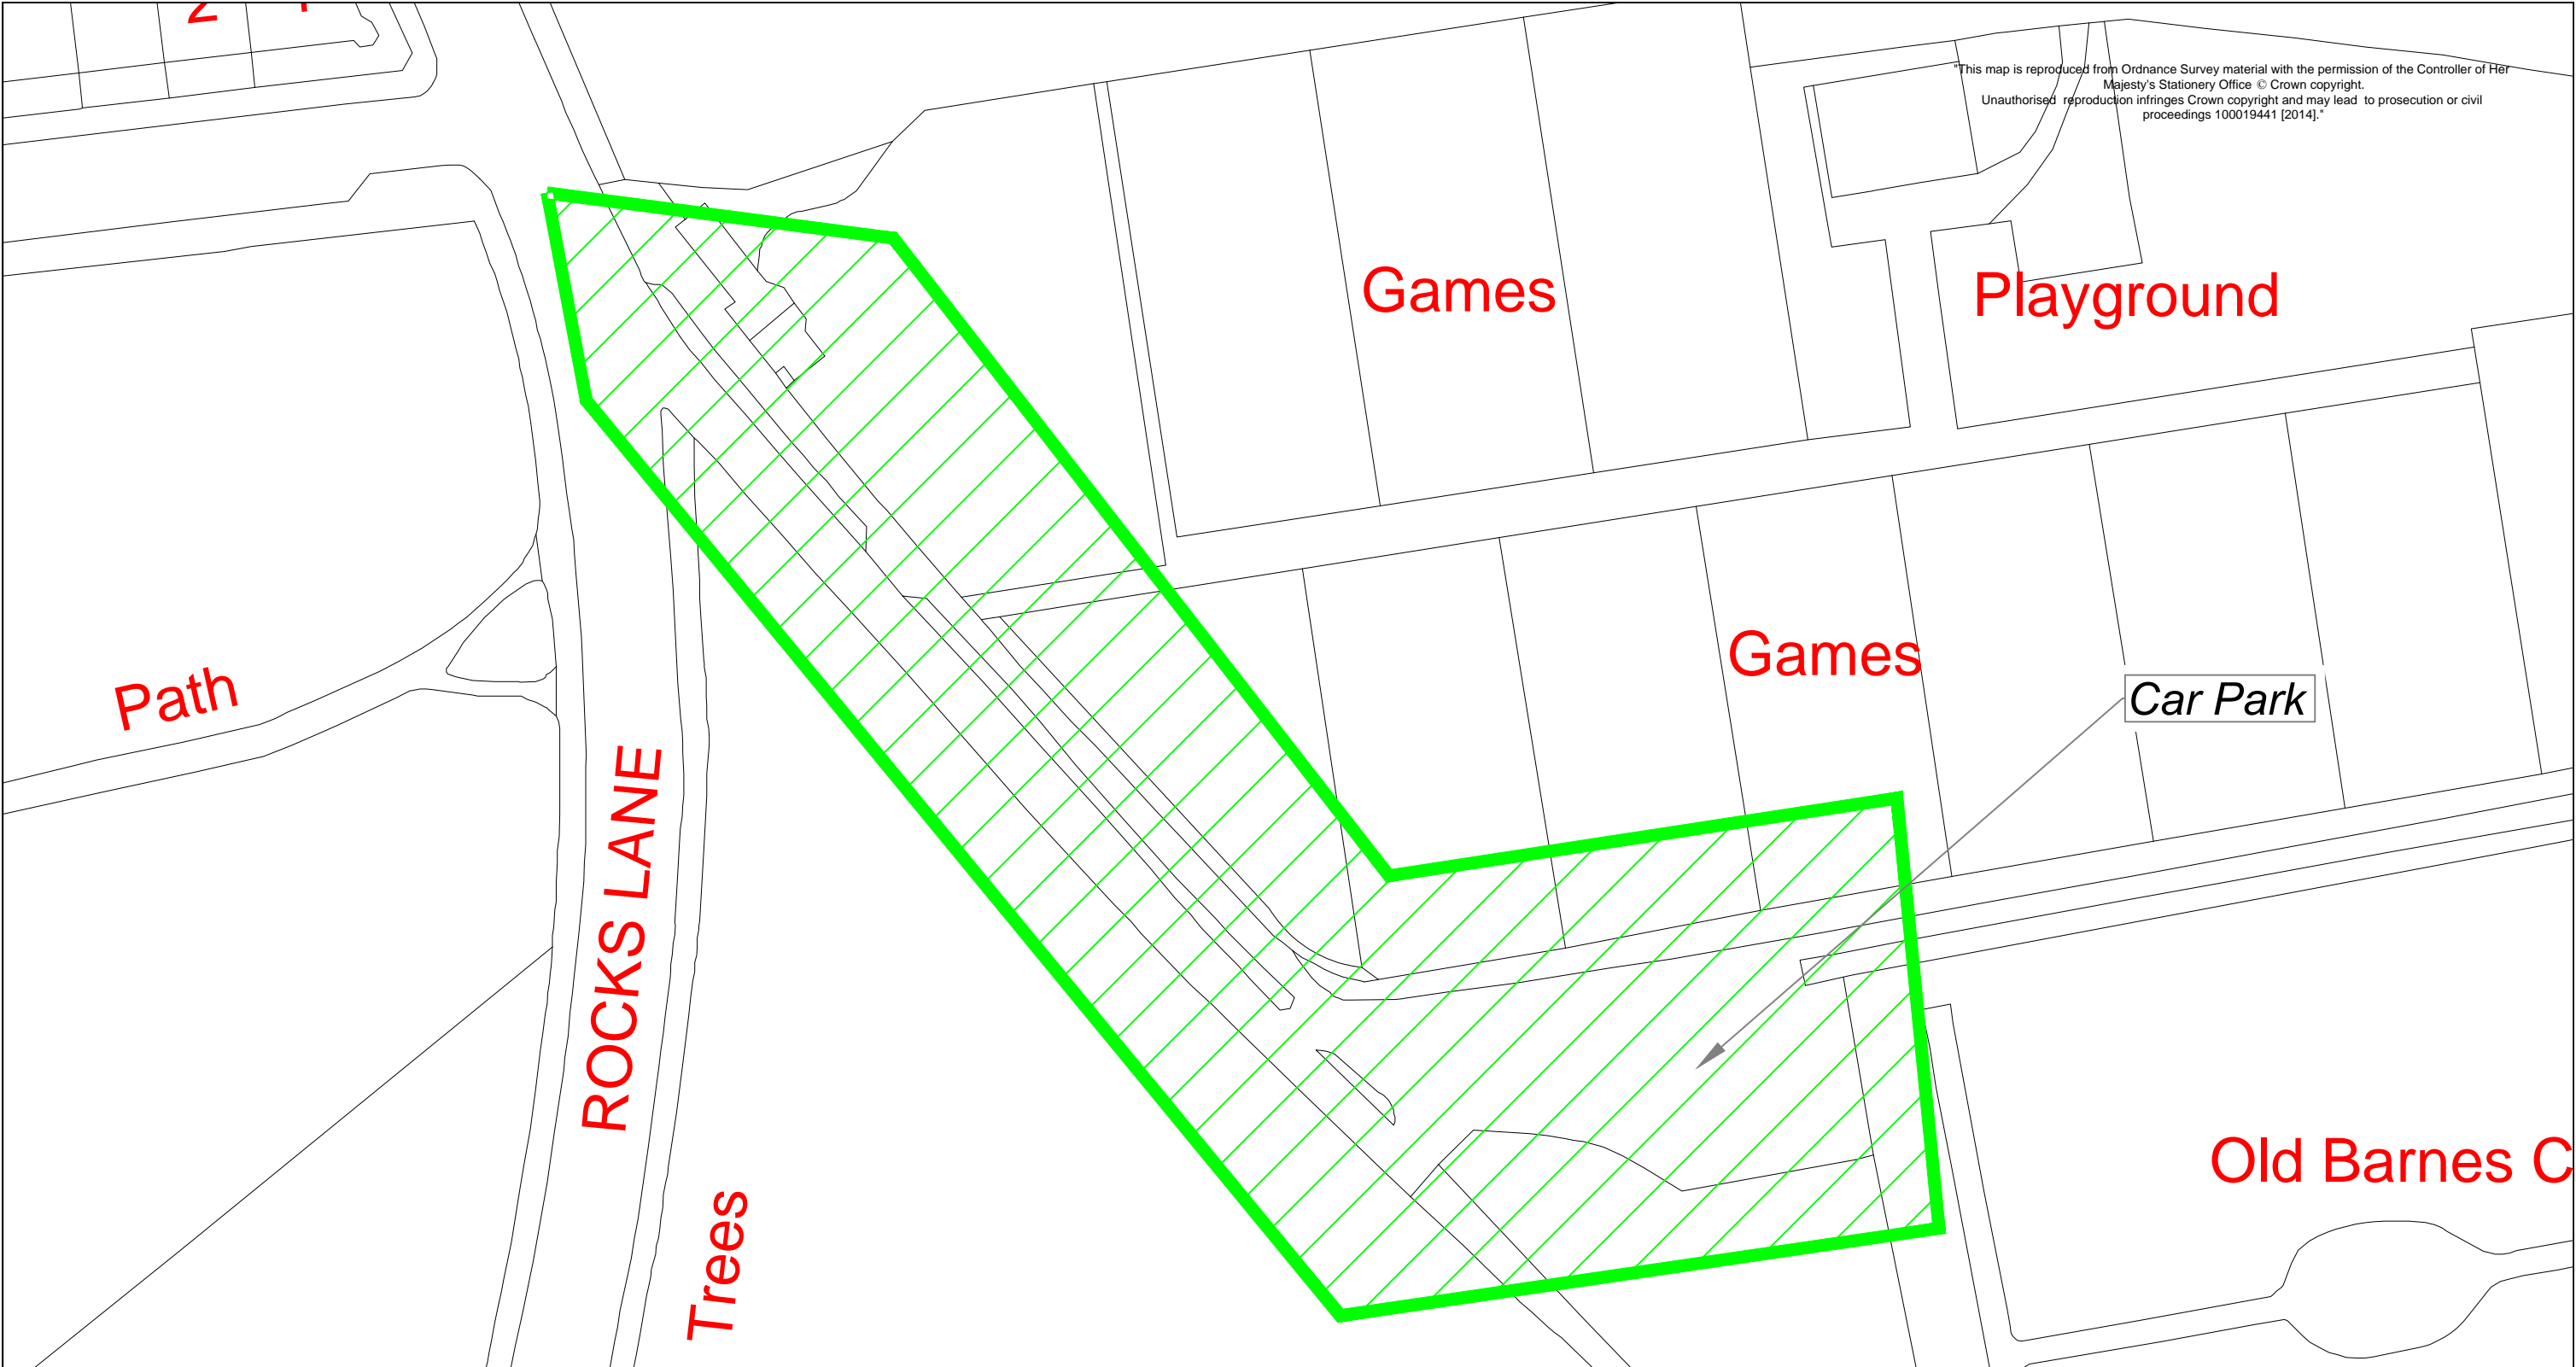 2
"This map is reproduced from Ordnance Survey material with the permission of the Controller of Her
Majesty's Stationery Office © Crown copyright.
Unauthorised reproduction infringes Crown copyright and may lead to prosecution or civil
proceedings 100019441 [2014]."
Games
Playground
Games
Path
Car Park
ROCKS LANE
Old Barnes C
Trees